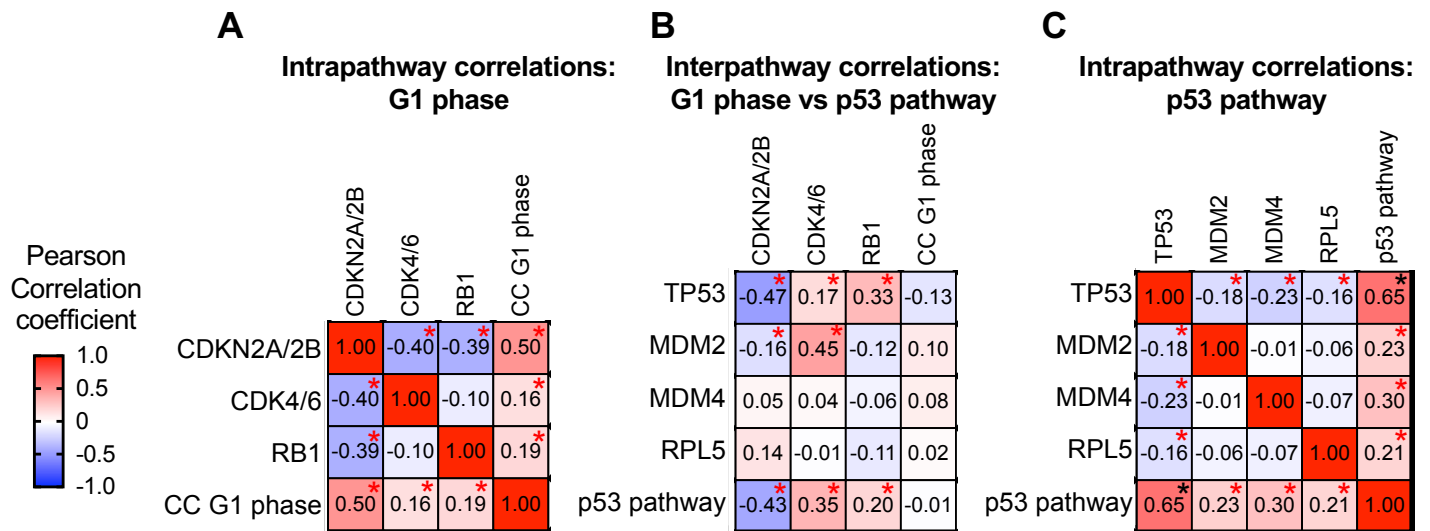 A
Intrapathway correlations:
G1 phase
B
Interpathway correlations:
G1 phase vs p53 pathway
C
Intrapathway correlations:
p53 pathway
Pearson
Correlation
coefficient
1.0
0.5
0
-0.5
-1.0
CDKN2A/2B
CDK4/6
RB1
CC G1 phase
CDKN2A/2B 1.00 -0.40* -0.39* 0.50*
CDK4/6 -0.40* 1.00 -0.10 0.16*
RB1 -0.39* -0.10 1.00 0.19*
CC G1 phase 0.50* 0.16* 0.19* 1.00
CDKN2A/2B
CDK4/6
RB1
CC G1 phase
TP53 -0.47* 0.17* 0.33* -0.13
MDM2 -0.16* 0.45* -0.12 0.10
MDM4 0.05 0.04 -0.06 0.08
RPL5 0.14 -0.01 -0.11 0.02
p53 pathway -0.43* 0.35* 0.20* -0.01
TP53
MDM2
MDM4
RPL5
p53 pathway
TP53 1.00 -0.18* -0.23* -0.16* 0.65*
MDM2 -0.18* 1.00 -0.01 -0.06 0.23*
MDM4 -0.23* -0.01 1.00 -0.07 0.30*
RPL5 -0.16* -0.06 -0.07 1.00 0.21*
p53 pathway 0.65* 0.23* 0.30* 0.21* 1.00